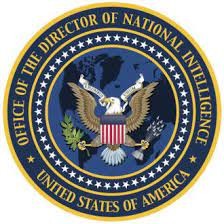 OFFICE OF THE DIRECTOR OF NATIONAL INTELLIGENCE
UNITED STATES OF AMERICA